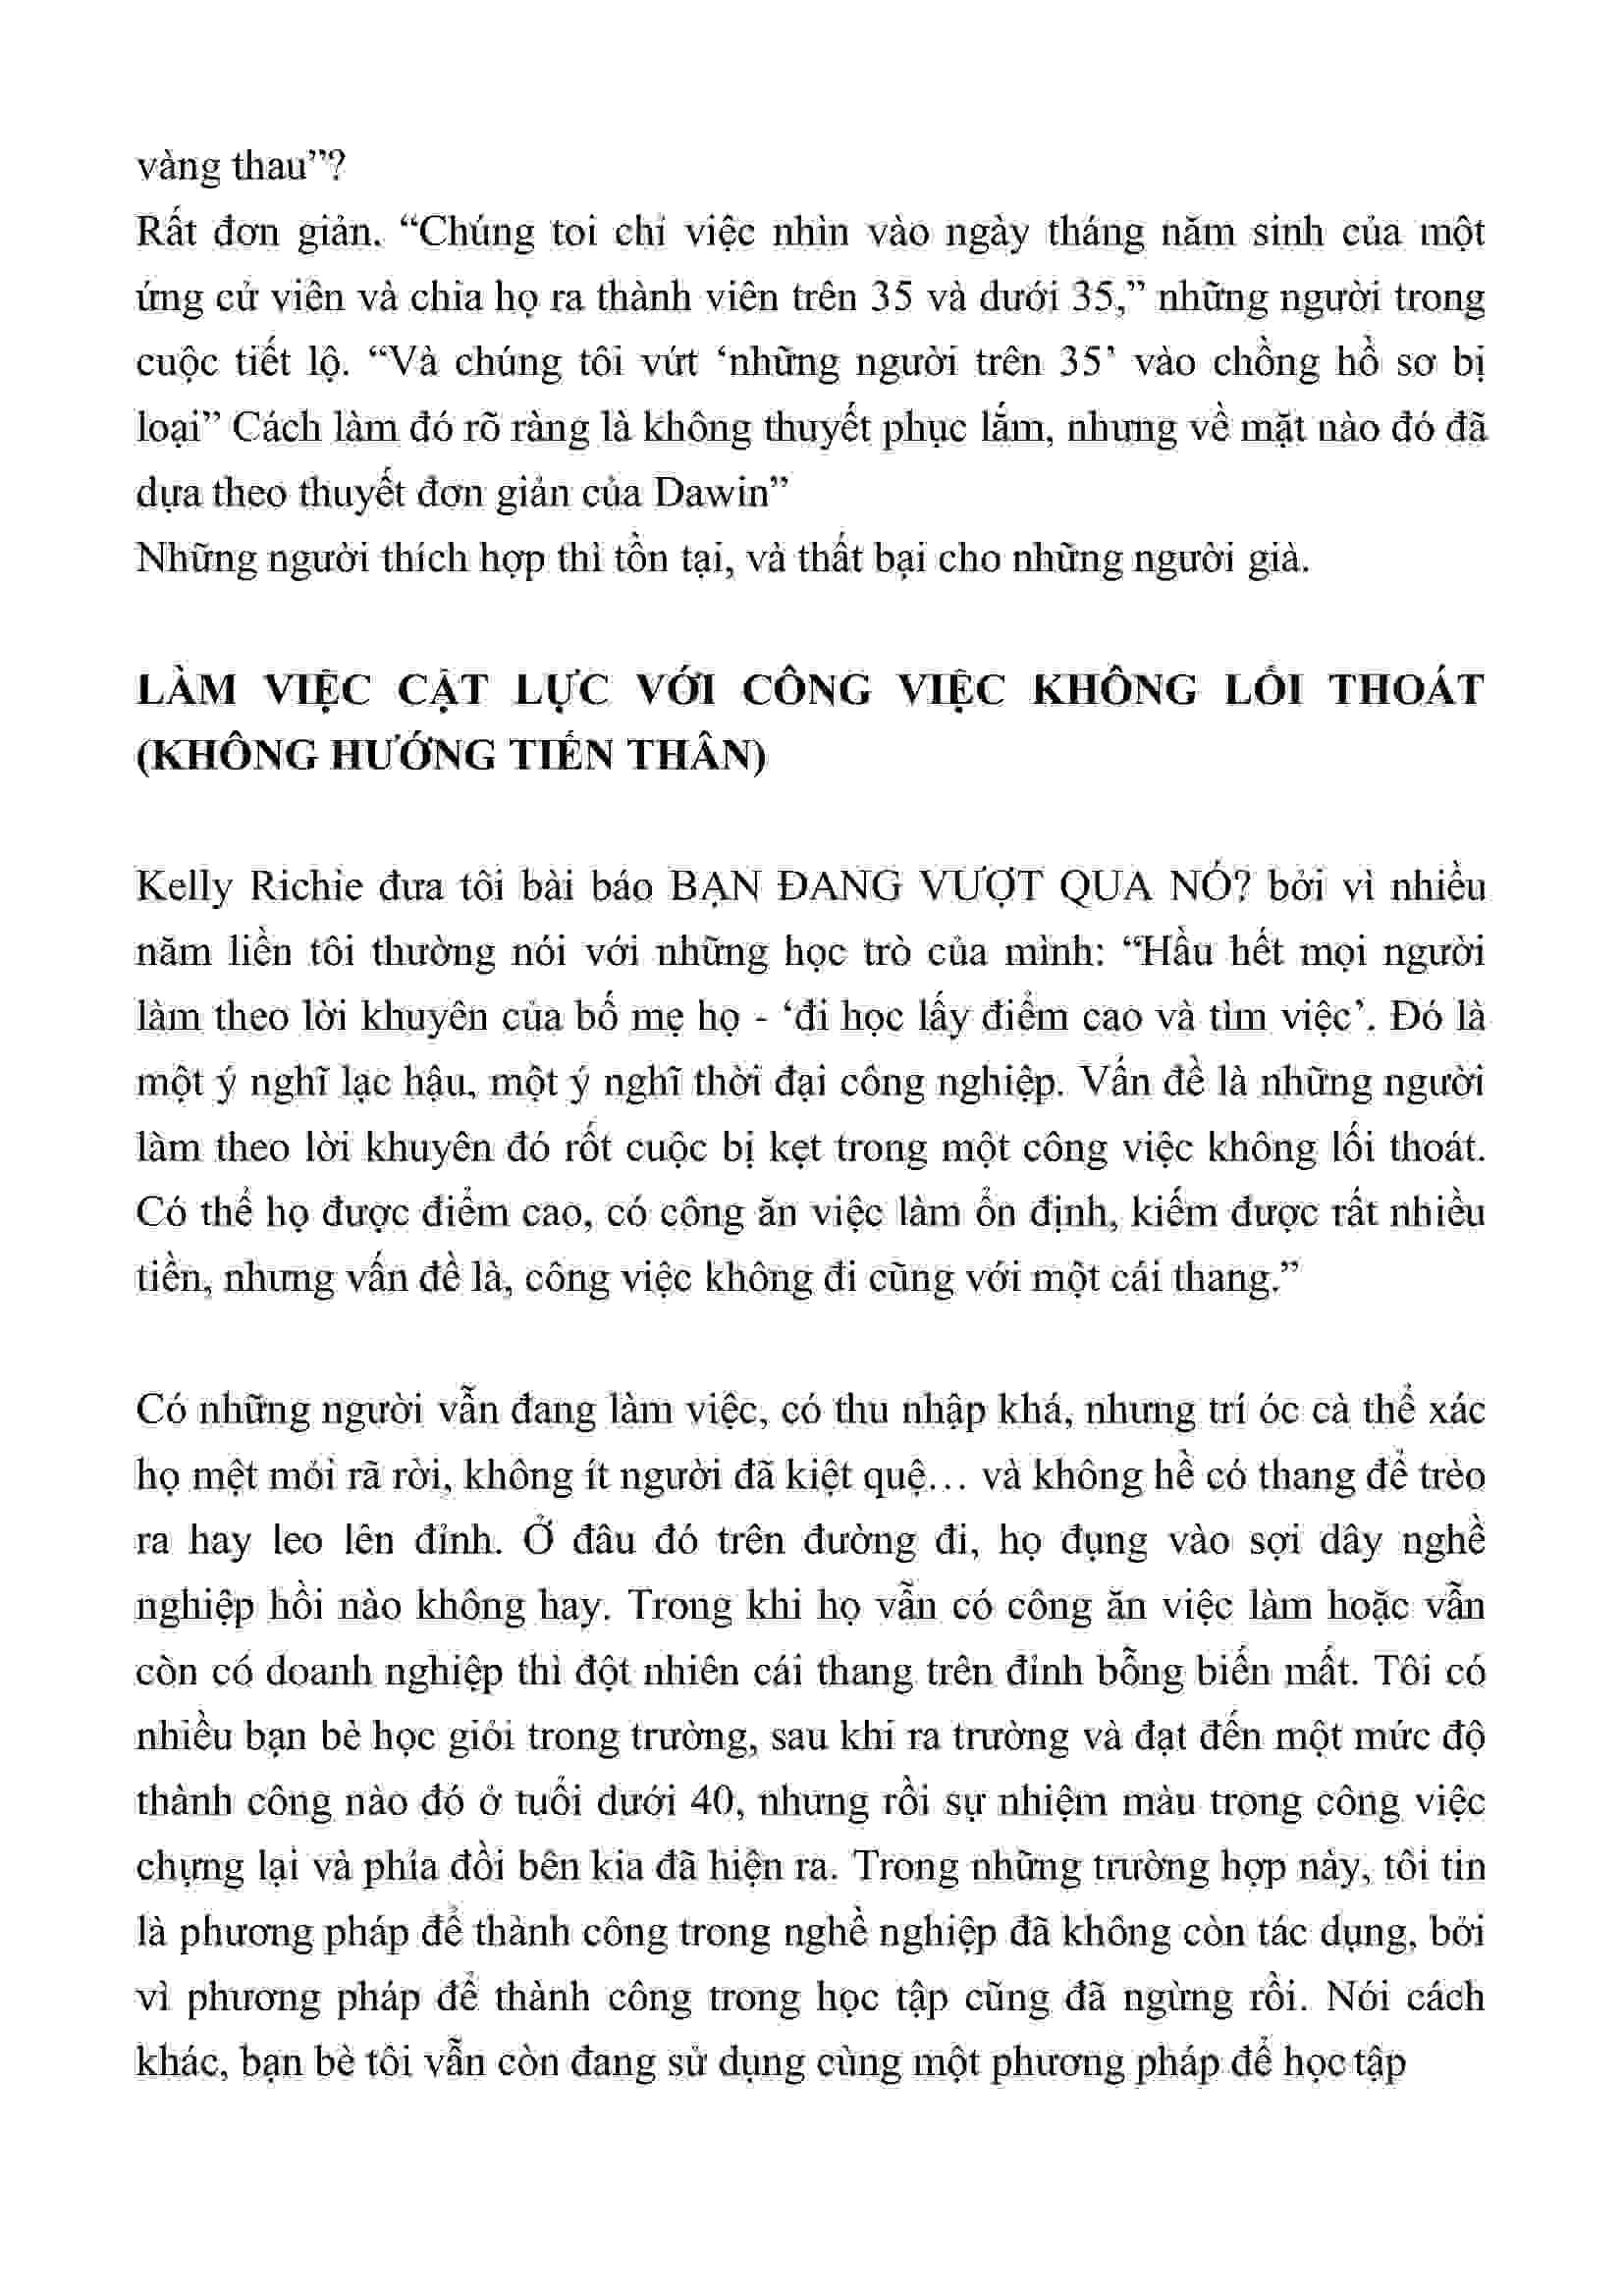 vàng thau”?
Rất đơn giản. “Chúng toi chỉ việc nhìn vào ngày tháng năm sinh của một
ứng cử viên và chia họ ra thành viên trên 35 và dưới 35,” những người trong
cuộc tiết lộ. “Và chúng tôi vứt ‘những người trên 35’ vào chồng hồ sơ bị
loại” Cách làm đó rõ ràng là không thuyết phục lắm, nhưng về mặt nào đó đã
dựa theo thuyết đơn giản của Dawin”
Những người thích hợp thì tồn tại, và thất bại cho những người già.
LÀM VIỆC CẬT LỰC VỚI CÔNG VIỆC KHÔNG LỐI THOÁT
(KHÔNG HƯỚNG TIẾN THÂN)
Kelly Richie đưa tôi bài báo BẠN ĐANG VƯỢT QUA NÓ? bởi vì nhiều
năm liền tôi thường nói với những học trò của mình: “Hầu hết mọi người
làm theo lời khuyên của bố mẹ họ - ‘đi học lấy điểm cao và tìm việc’. Đó là
một ý nghĩ lạc hậu, một ý nghĩ thời đại công nghiệp. Vấn đề là những người
làm theo lời khuyên đó rốt cuộc bị kẹt trong một công việc không lối thoát.
Có thể họ được điểm cao, có công ăn việc làm ổn định, kiếm được rất nhiều
tiền, nhưng vấn đề là, công việc không đi cùng với một cái thang.”
Có những người vẫn đang làm việc, có thu nhập khá, nhưng trí óc cà thể xác
họ mệt mỏi rã rời, không ít người đã kiệt quệ… và không hề có thang để trèo
ra hay leo lên đỉnh. Ở đâu đó trên đường đi, họ đụng vào sợi dây nghề
nghiệp hồi nào không hay. Trong khi họ vẫn có công ăn việc làm hoặc vẫn
còn có doanh nghiệp thì đột nhiên cái thang trên đỉnh bỗng biến mất. Tôi có
nhiều bạn bè học giỏi trong trường, sau khi ra trường và đạt đến một mức độ
thành công nào đó ở tuổi dưới 40, nhưng rồi sự nhiệm màu trong công việc
chựng lại và phía đồi bên kia đã hiện ra. Trong những trường hợp này, tôi tin
là phương pháp để thành công trong nghề nghiệp đã không còn tác dụng, bởi
vì phương pháp để thành công trong học tập cũng đã ngừng rồi. Nói cách
khác, bạn bè tôi vẫn còn đang sử dụng cùng một phương pháp để học tập